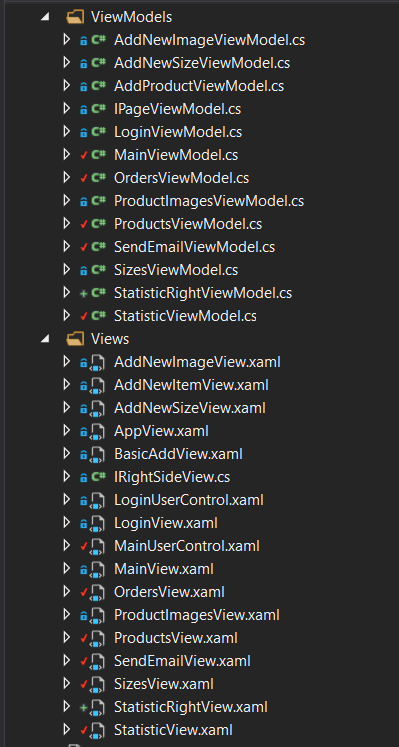 ViewModels
C# AddNewImageViewModel.cs
C# AddNewSizeViewModel.cs
C# AddProductViewModel.cs
C# IPageViewModel.cs
C# LoginViewModel.cs
C# MainViewModel.cs
C# OrdersViewModel.cs
C# ProductImagesViewModel.cs
C# ProductsViewModel.cs
C# SendEmailViewModel.cs
C# SizesViewModel.cs
C# StatisticRightViewModel.cs
C# StatisticViewModel.cs
Views
AddNewImageView.xaml
AddNewItemView.xaml
AddNewSizeView.xaml
AppView.xaml
BasicAddView.xaml
C# IRightSideView.cs
LoginUserControl.xaml
LoginView.xaml
MainUserControl.xaml
MainView.xaml
OrdersView.xaml
ProductImagesView.xaml
ProductsView.xaml
SendEmailView.xaml
SizesView.xaml
StatisticRightView.xaml
StatisticView.xaml